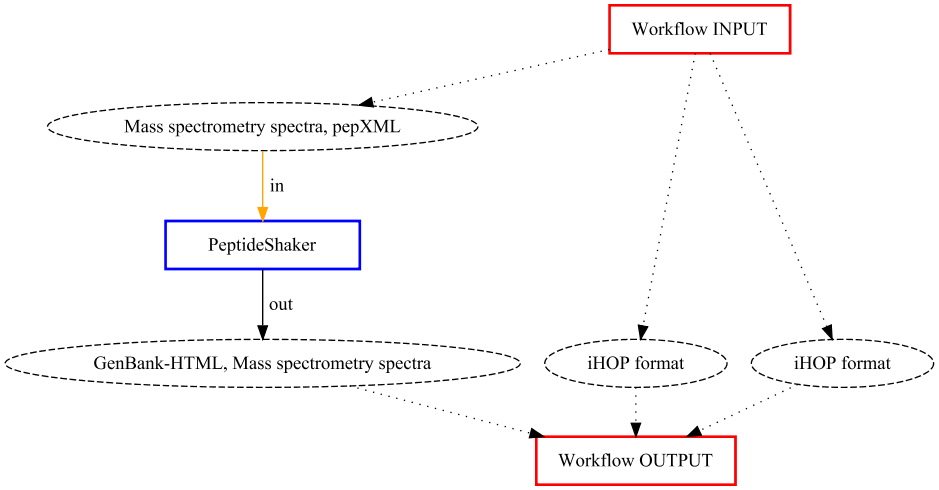 Workflow INPUT
Mass spectrometry spectra, pepXML
in
PeptideShaker
out
GenBank-HTML, Mass spectrometry spectra
iHOP format
iHOP format
Workflow OUTPUT